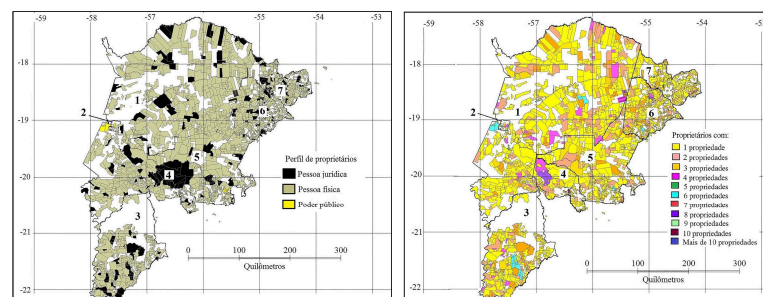 -59 -58 -57 -56 -55 -54
-18
-19
-20
-21
-22
1
2
3
4
5
6
7
Perfil de proprietários
Pessoa jurídica
Pessoa física
Poder público
0 100 200 300
Quilômetros
-59 -58 -57 -56 -55 -54
-18
-19
-20
-21
-22
1
2
3
4
5
6
7
Proprietários com:
1 propriedade
2 propriedades
3 propriedades
4 propriedades
5 propriedades
6 propriedades
7 propriedades
8 propriedades
9 propriedades
10 propriedades
Mais de 10 propriedades
0 100 200 300
Quilômetros